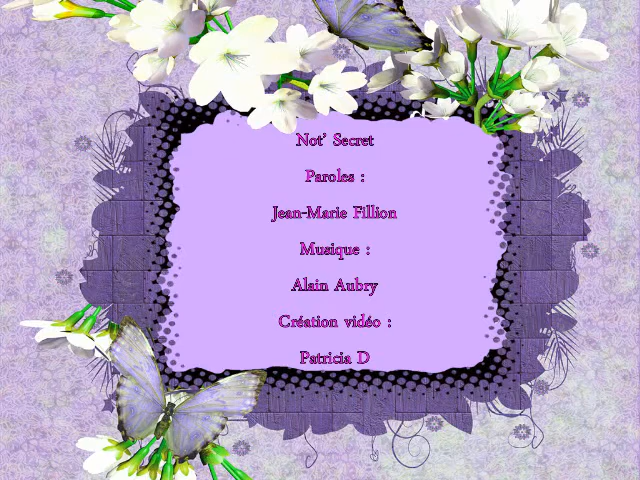 Not' Secret
Paroles :
Jean-Marie Fillion
Musique :
Alain Aubry
Création vidéo :
Patricia D